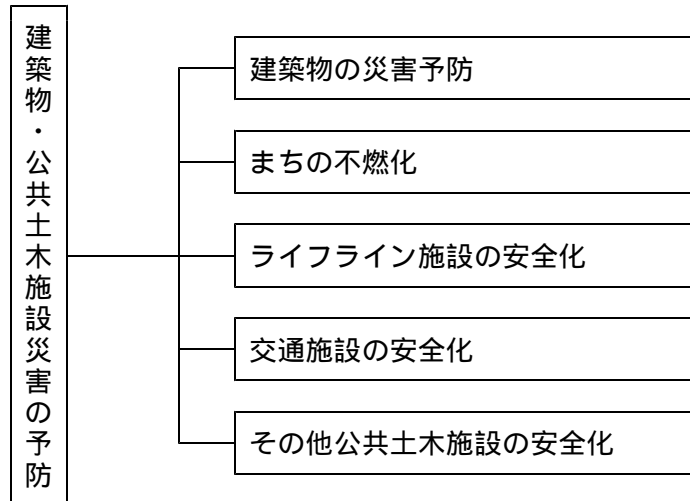 建築物・公共土木施設災害の予防
建築物の災害予防
まちの不燃化
ライフライン施設の安全化
交通施設の安全化
その他公共土木施設の安全化